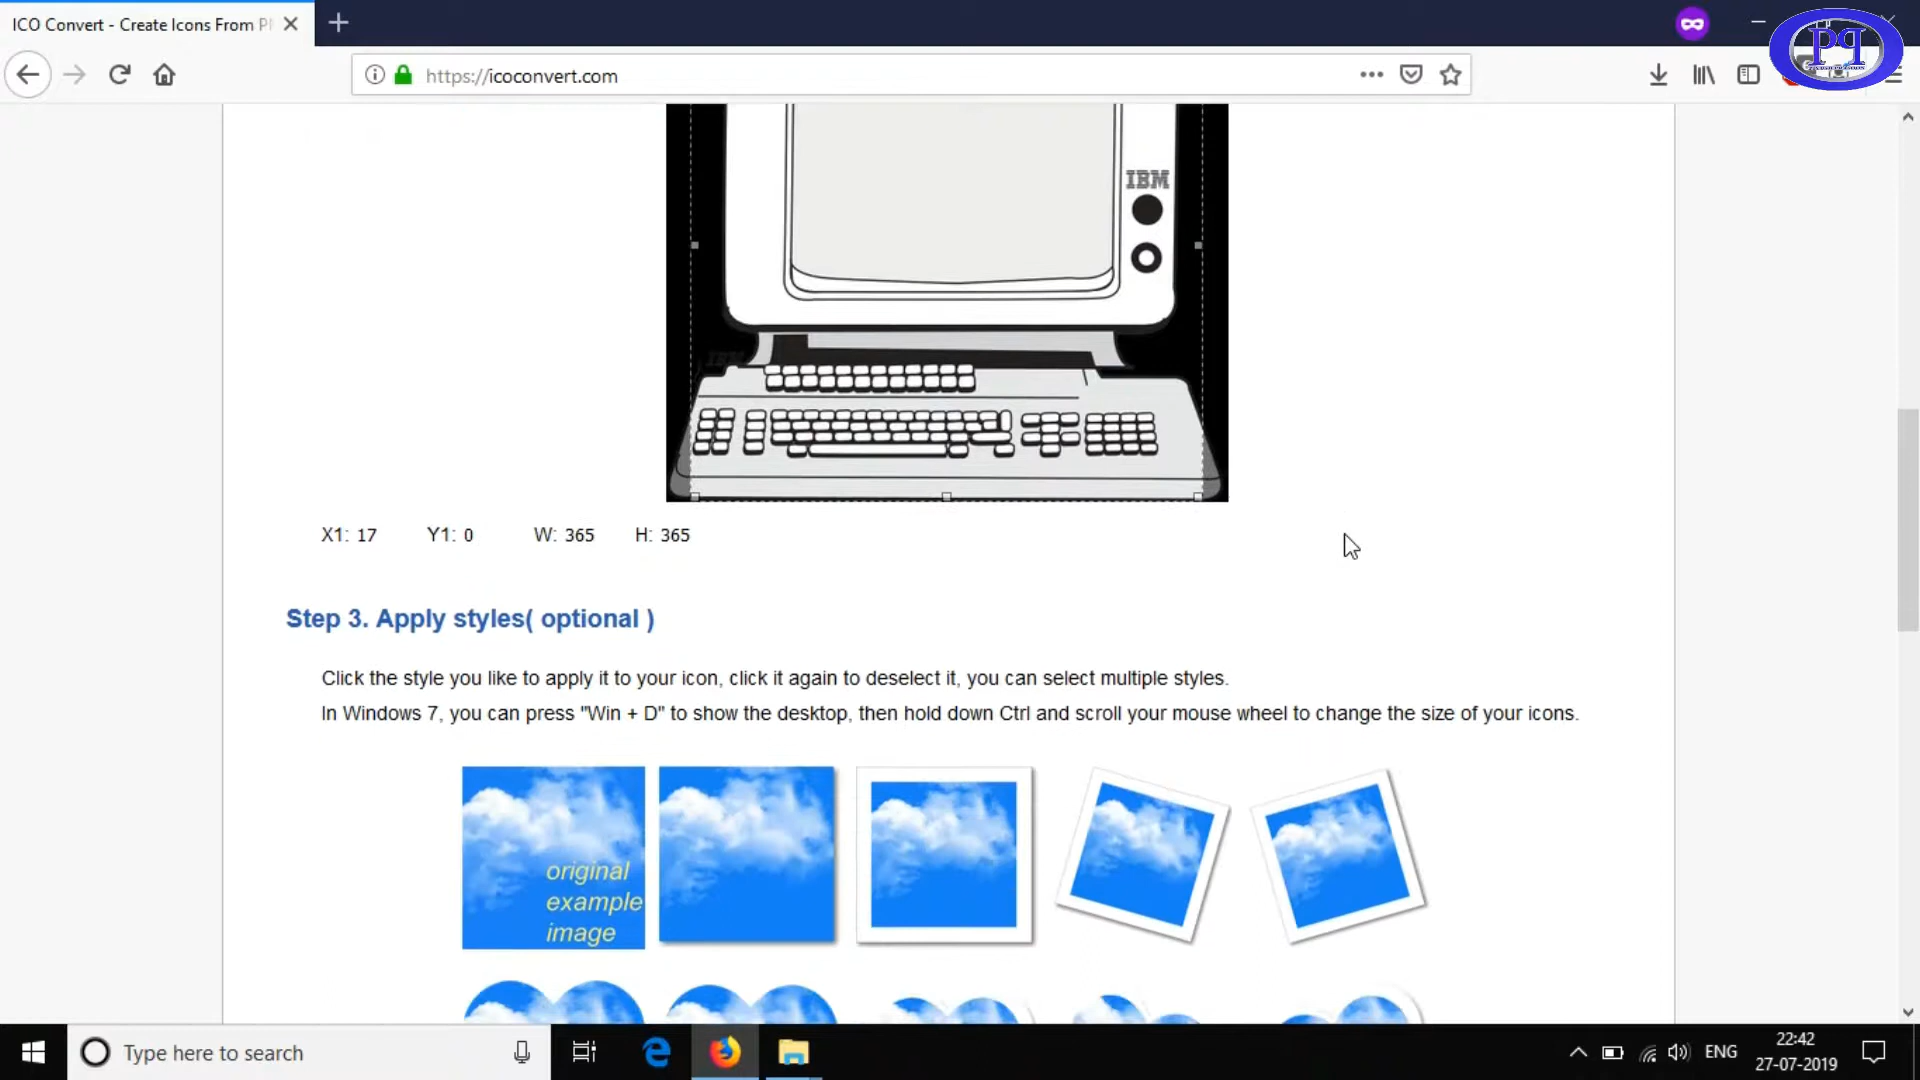 ICO Convert - Create Icons From P
https://icoconvert.com
PQ
IBM
IBM
X1: 17 Y1: 0 W: 365 H: 365
Step 3. Apply styles( optional )
Click the style you like to apply it to your icon, click it again to deselect it, you can select multiple styles.
In Windows 7, you can press "Win + D" to show the desktop, then hold down Ctrl and scroll your mouse wheel to change the size of your icons.
original
example
image
Type here to search
ENG
22:42
27-07-2019